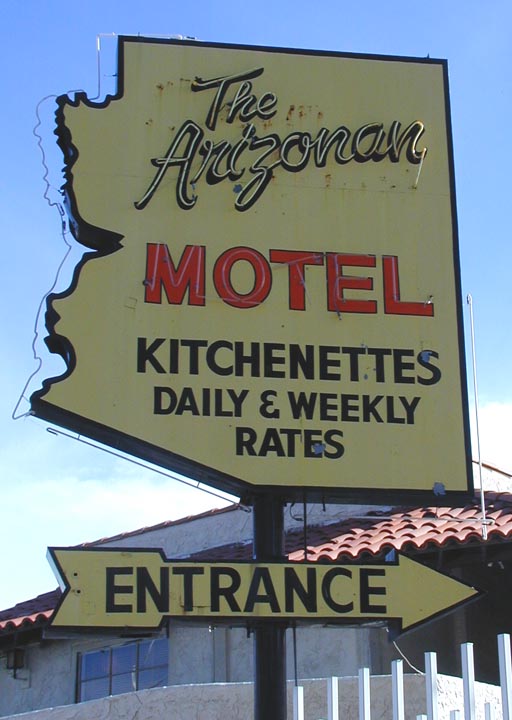 The
Arizonan
MOTEL
KITCHENETTES
DAILY & WEEKLY
RATES
ENTRANCE